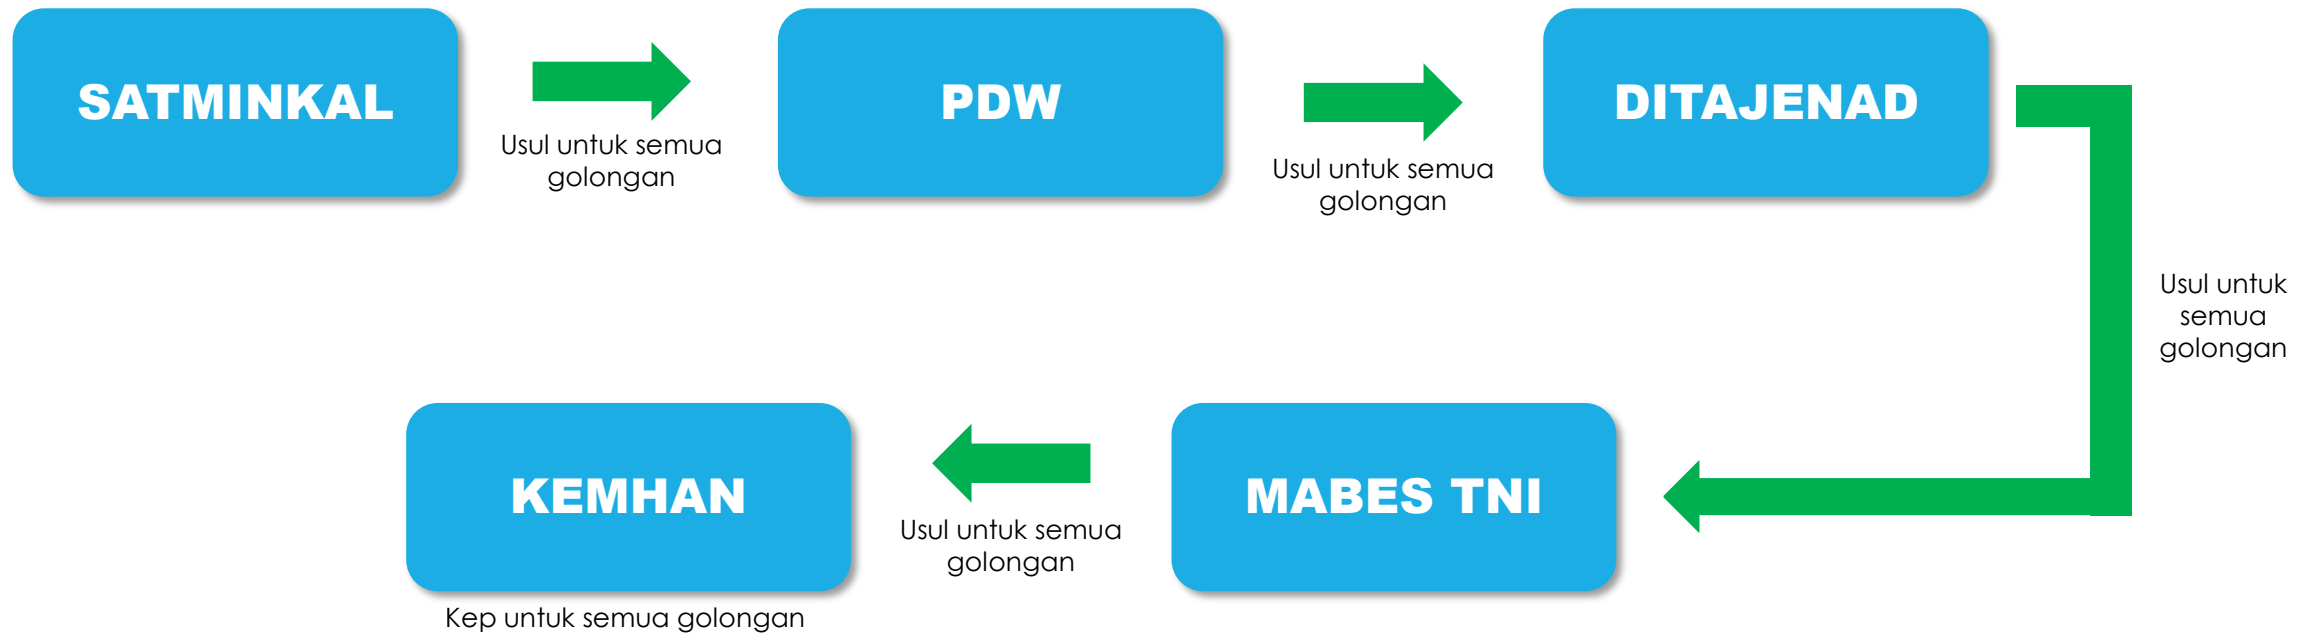 SATMINKAL
Usul untuk semua
golongan
PDW
Usul untuk semua
golongan
DITAJENAD
Usul untuk
semua
golongan
MABES TNI
Usul untuk semua
golongan
KEMHAN
Kep untuk semua golongan